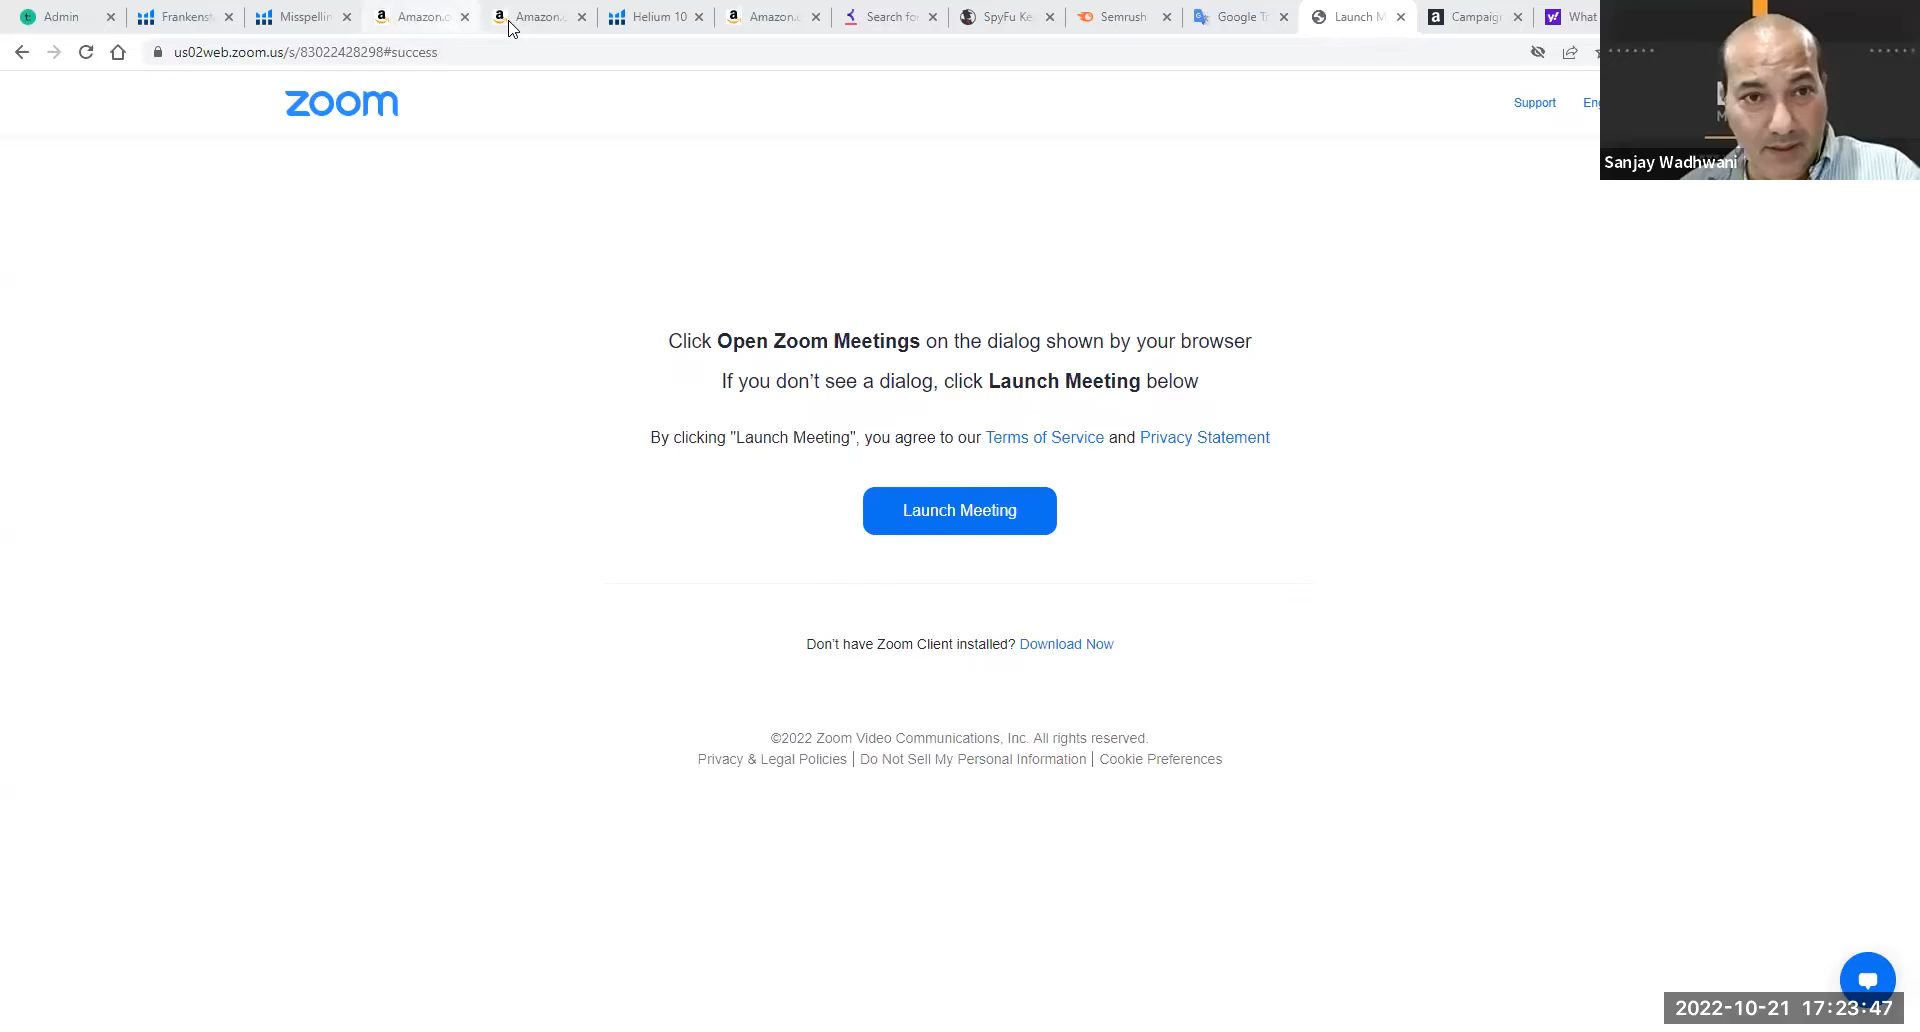 Admin
Frankenst
Misspellin
Amazon.c
Amazon.
Helium 10
Amazon.
Search fo
SpyFu Ke
Semrush
Google Tr
Launch M
Campaig
What
us02web.zoom.us/s/83022428298#success
zoom
Support
Eng
Sanjay Wadhwani
Click Open Zoom Meetings on the dialog shown by your browser
If you don’t see a dialog, click Launch Meeting below
By clicking "Launch Meeting", you agree to our Terms of Service and Privacy Statement
Launch Meeting
Don’t have Zoom Client installed? Download Now
©2022 Zoom Video Communications, Inc. All rights reserved.
Privacy & Legal Policies | Do Not Sell My Personal Information | Cookie Preferences
2022-10-21 17:23:47